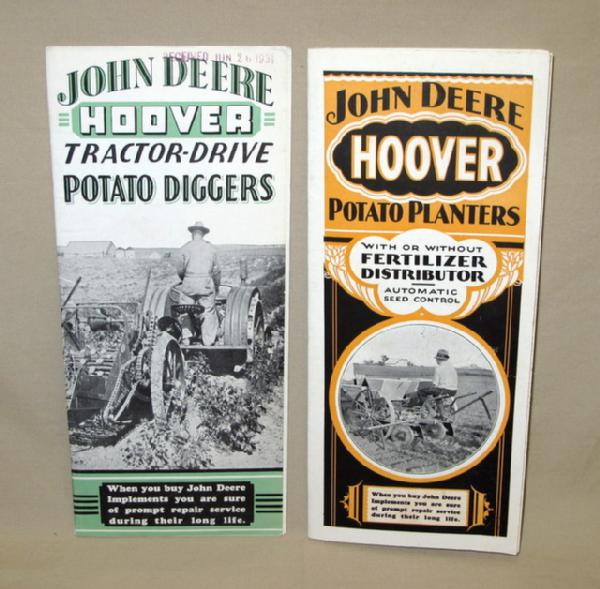 RECEIVED JUN 26 1931
JOHN DEERE
HOOVER
TRACTOR-DRIVE
POTATO DIGGERS
When you buy John Deere
Implements you are sure
of prompt repair service
during their long life.
JOHN DEERE
HOOVER
POTATO PLANTERS
WITH OR WITHOUT
FERTILIZER
DISTRIBUTOR
AUTOMATIC
SEED CONTROL
When you buy John Deere
Implements you are sure
of prompt repair service
during their long life.